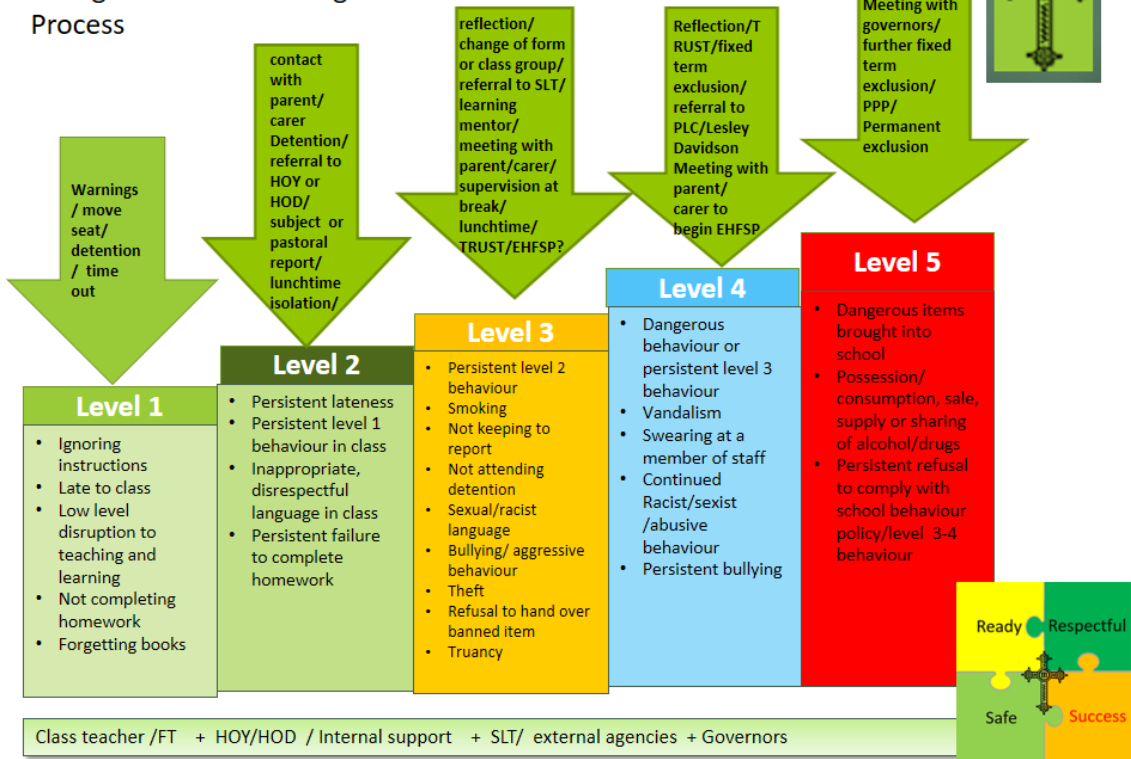 Process
Warnings
/ move
seat/
detention
/ time
out
contact
with
parent/
carer
Detention/
referral to
HOY or
HOD/
subject or
pastoral
report/
lunchtime
isolation/
reflection/
change of form
or class group/
referral to SLT/
learning
mentor/
meeting with
parent/carer/
supervision at
break/
lunchtime/
TRUST/EHFSP?
Reflection/T
RUST/fixed
term
exclusion/
referral to
PLC/Lesley
Davidson
Meeting with
parent/
carer to
begin EHFSP
Meeting with
governors/
further fixed
term
exclusion/
PPP/
Permanent
exclusion
Level 1
• Ignoring
instructions
• Late to class
• Low level
disruption to
teaching and
learning
• Not completing
homework
• Forgetting books
Level 2
• Persistent lateness
• Persistent level 1
behaviour in class
• Inappropriate,
disrespectful
language in class
• Persistent failure
to complete
homework
Level 3
• Persistent level 2
behaviour
• Smoking
• Not keeping to
report
• Not attending
detention
• Sexual/racist
language
• Bullying/ aggressive
behaviour
• Theft
• Refusal to hand over
banned item
• Truancy
Level 4
• Dangerous
behaviour or
persistent level 3
behaviour
• Vandalism
• Swearing at a
member of staff
• Continued
Racist/sexist
/abusive
behaviour
• Persistent bullying
Level 5
• Dangerous items
brought into
school
• Possession/
consumption, sale,
supply or sharing
of alcohol/drugs
• Persistent refusal
to comply with
school behaviour
policy/level 3-4
behaviour
Ready Respectful
Safe Success
Class teacher /FT + HOY/HOD / Internal support + SLT/ external agencies + Governors